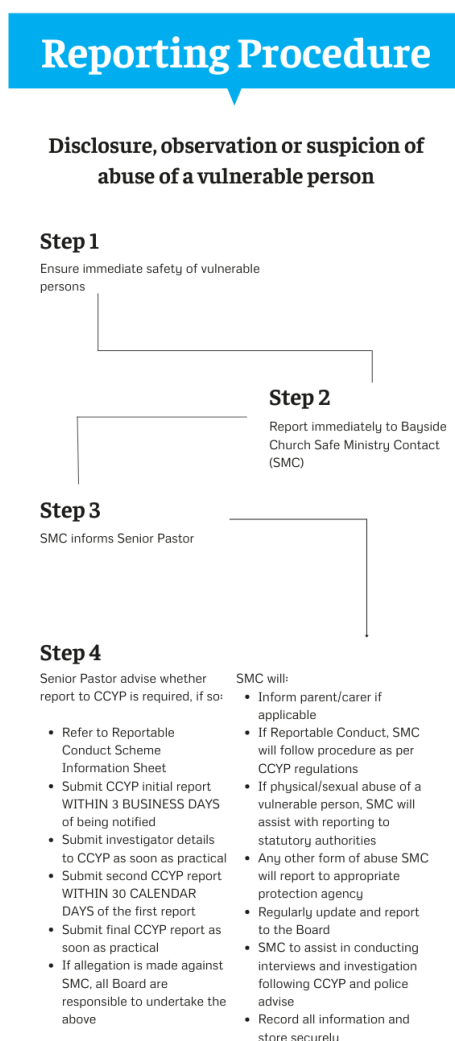 Reporting Procedure
Disclosure, observation or suspicion of
abuse of a vulnerable person
Step 1
Ensure immediate safety of vulnerable
persons
Step 2
Report immediately to Bayside
Church Safe Ministry Contact
(SMC)
Step 3
SMC informs Senior Pastor
Step 4
Senior Pastor advise whether
report to CCYP is required, if so:
• Refer to Reportable
Conduct Scheme
Information Sheet
• Submit CCYP initial report
WITHIN 3 BUSINESS DAYS
of being notified
• Submit investigator details
to CCYP as soon as practical
• Submit second CCYP report
WITHIN 30 CALENDAR
DAYS of the first report
• Submit final CCYP report as
soon as practical
• If allegation is made against
SMC, all Board are
responsible to undertake the
above
SMC will:
• Inform parent/carer if
applicable
• If Reportable Conduct, SMC
will follow procedure as per
CCYP regulations
• If physical/sexual abuse of a
vulnerable person, SMC will
assist with reporting to
statutory authorities
• Any other form of abuse SMC
will report to appropriate
protection agency
• Regularly update and report
to the Board
• SMC to assist in conducting
interviews and investigation
following CCYP and police
advise
• Record all information and
store securely